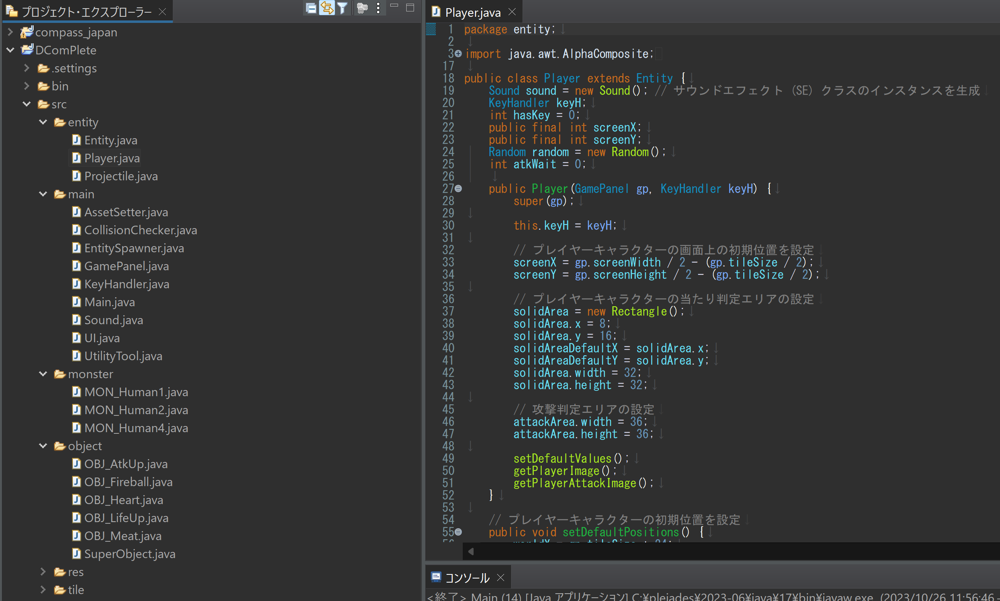 プロジェクト・エクスプローラー
compass_japan
DComPlete
.settings
bin
src
entity
Entity.java
Player.java
Projectile.java
main
AssetSetter.java
CollisionChecker.java
EntitySpawner.java
GamePanel.java
KeyHandler.java
Main.java
Sound.java
UI.java
UtilityTool.java
monster
MON_Human1.java
MON_Human2.java
MON_Human4.java
object
OBJ_AtkUp.java
OBJ_Fireball.java
OBJ_Heart.java
OBJ_LifeUp.java
OBJ_Meat.java
SuperObject.java
res
tile
Player.java
1 package entity;↓
2 ↓
3 import java.awt.AlphaComposite;
17 ↓
18 public class Player extends Entity {↓
19 Sound sound = new Sound(); // サウンドエフェクト（SE）クラスのインスタンスを生成↓
20 KeyHandler keyH;↓
21 int hasKey = 0;↓
22 public final int screenX;↓
23 public final int screenY;↓
24 Random random = new Random();↓
25 int atkWait = 0;↓
26 ↓
27 public Player(GamePanel gp, KeyHandler keyH) {↓
28 super(gp);↓
29 ↓
30 this.keyH = keyH;↓
31 ↓
32 // プレイヤーキャラクターの画面上の初期位置を設定↓
33 screenX = gp.screenWidth / 2 - (gp.tileSize / 2);↓
34 screenY = gp.screenHeight / 2 - (gp.tileSize / 2);↓
35 ↓
36 // プレイヤーキャラクターの当たり判定エリアの設定↓
37 solidArea = new Rectangle();↓
38 solidArea.x = 8;↓
39 solidArea.y = 16;↓
40 solidAreaDefaultX = solidArea.x;↓
41 solidAreaDefaultY = solidArea.y;↓
42 solidArea.width = 32;↓
43 solidArea.height = 32;↓
44 ↓
45 // 攻撃判定エリアの設定↓
46 attackArea.width = 36;↓
47 attackArea.height = 36;↓
48 ↓
49 setDefaultValues();↓
50 getPlayerImage();↓
51 getPlayerAttackImage();↓
52 }↓
53 ↓
54 // プレイヤーキャラクターの初期位置を設定↓
55 public void setDefaultPositions() {↓
コンソール
<終了> Main (14) [Java アプリケーション] C:¥pleiades¥2023-06¥java¥17¥bin¥javaw.exe (2023/10/26 11:56:46 –